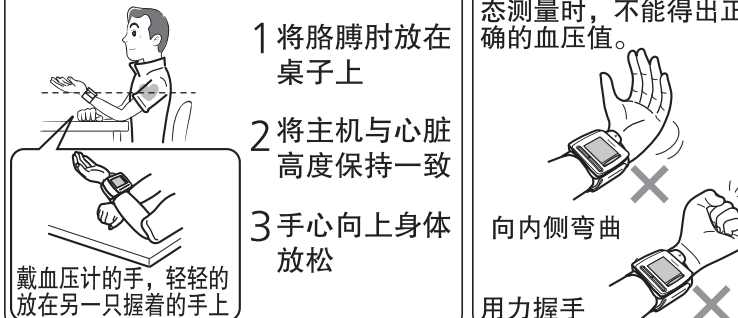 1 将胳膊肘放在
桌子上
2 将主机与心脏
高度保持一致
3 手心向上身体
放松
戴血压计的手，轻轻的
放在另一只握着的手上
态测量时，不能得出正
确的血压值。
向内侧弯曲
用力握手